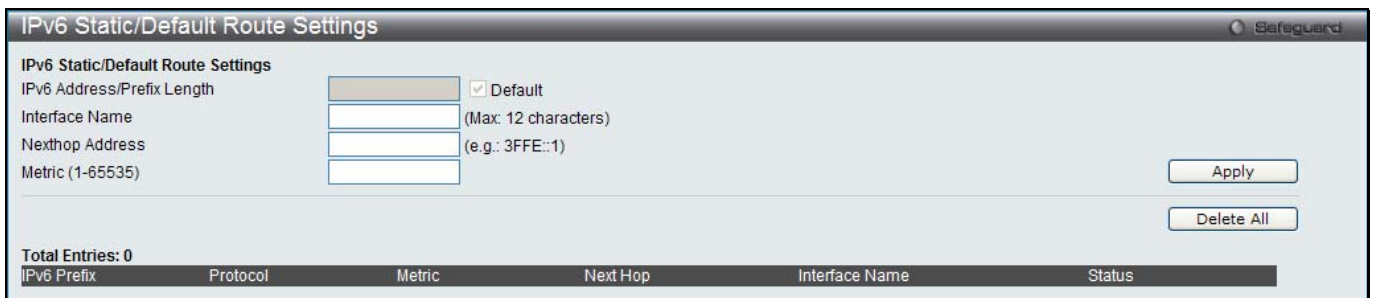 IPv6 Static/Default Route Settings
Safeguard
IPv6 Static/Default Route Settings
IPv6 Address/Prefix Length Default
Interface Name (Max: 12 characters)
Nexthop Address (e.g.: 3FFE::1)
Metric (1-65535) Apply
Delete All
Total Entries: 0
IPv6 Prefix Protocol Metric Next Hop Interface Name Status